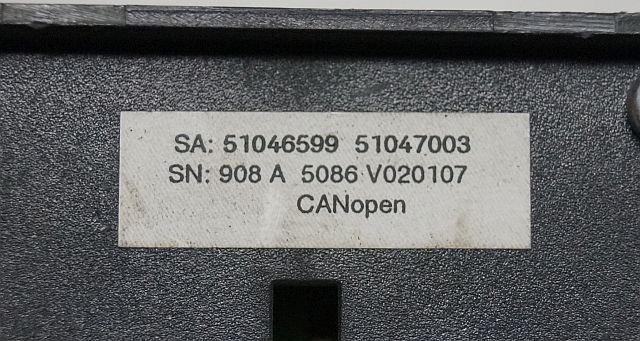 SA: 51046599 51047003
SN: 908 A 5086 V020107
CANopen